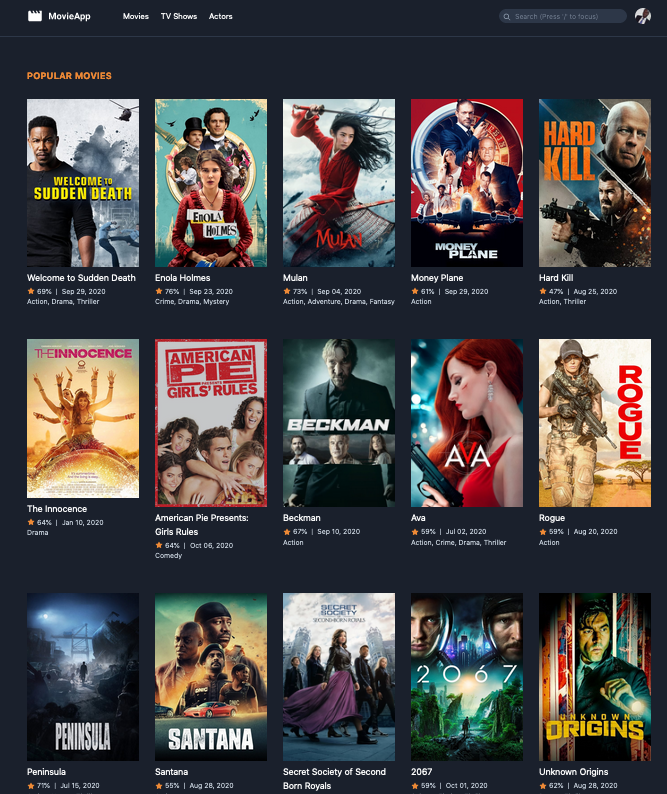 MovieApp Movies TV Shows Actors Search (Press '/' to focus)
POPULAR MOVIES
WELCOME TO
SUDDEN DEATH
ENOLA
HOLMES
MULAN
MONEY
PLANE
HARD
KILL
Welcome to Sudden Death
69% | Sep 29, 2020
Action, Drama, Thriller
Enola Holmes
76% | Sep 23, 2020
Crime, Drama, Mystery
Mulan
73% | Sep 04, 2020
Action, Adventure, Drama, Fantasy
Money Plane
61% | Sep 29, 2020
Action
Hard Kill
47% | Aug 25, 2020
Action, Thriller
THE INNOCENCE
AMERICAN
PIE
PRESENTS
GIRLS' RULES
BECKMAN
AVA
ROGUE
The Innocence
64% | Jan 10, 2020
Drama
American Pie Presents:
Girls Rules
64% | Oct 06, 2020
Comedy
Beckman
67% | Sep 10, 2020
Action
Ava
59% | Jul 02, 2020
Action, Crime, Drama, Thriller
Rogue
59% | Aug 20, 2020
Action
PENINSULA
SANTANA
SECRET
SOCIETY
SECOND-BORN ROYALS
2067
UNKNOWN
ORIGINS
Peninsula
71% | Jul 15, 2020
Santana
55% | Aug 28, 2020
Secret Society of Second
Born Royals
2067
59% | Oct 01, 2020
Unknown Origins
62% | Aug 28, 2020